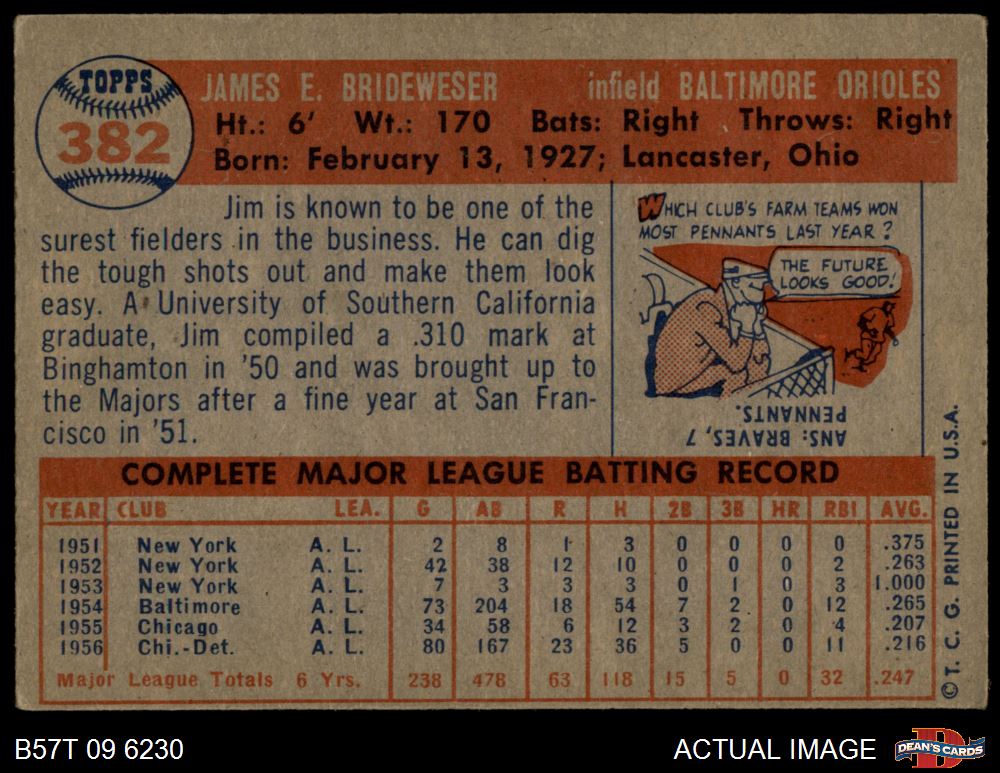 TOPPS
382
JAMES E. BRIDEWESER infield BALTIMORE ORIOLES
Ht.: 6' Wt.: 170 Bats: Right Throws: Right
Born: February 13, 1927; Lancaster, Ohio
Jim is known to be one of the
surest fielders in the business. He can dig
the tough shots out and make them look
easy. A University of Southern California
graduate, Jim compiled a .310 mark at
Binghamton in '50 and was brought up to
the Majors after a fine year at San Fran-
cisco in '51.
WHICH CLUB'S FARM TEAMS WON
MOST PENNANTS LAST YEAR?
THE FUTURE
LOOKS GOOD!
ANS: BRAVES, 7
PENNANTS.
COMPLETE MAJOR LEAGUE BATTING RECORD
YEAR CLUB LEA. G AB R H 2B 3B HR RBI AVG.
1951 New York A. L. 2 8 1 3 0 0 0 0 .375
1952 New York A. L. 42 38 12 10 0 0 0 2 .263
1953 New York A. L. 7 3 3 3 0 1 0 3 1.000
1954 Baltimore A. L. 73 204 18 54 7 2 0 12 .265
1955 Chicago A. L. 34 58 6 12 3 2 0 4 .207
1956 Chi.-Det. A. L. 80 167 23 36 5 0 0 11 .216
Major League Totals 6 Yrs. 238 478 63 118 15 5 0 32 .247
© T. C. G. PRINTED IN U.S.A.
B57T 09 6230
ACTUAL IMAGE
D
DEAN'S CARDS